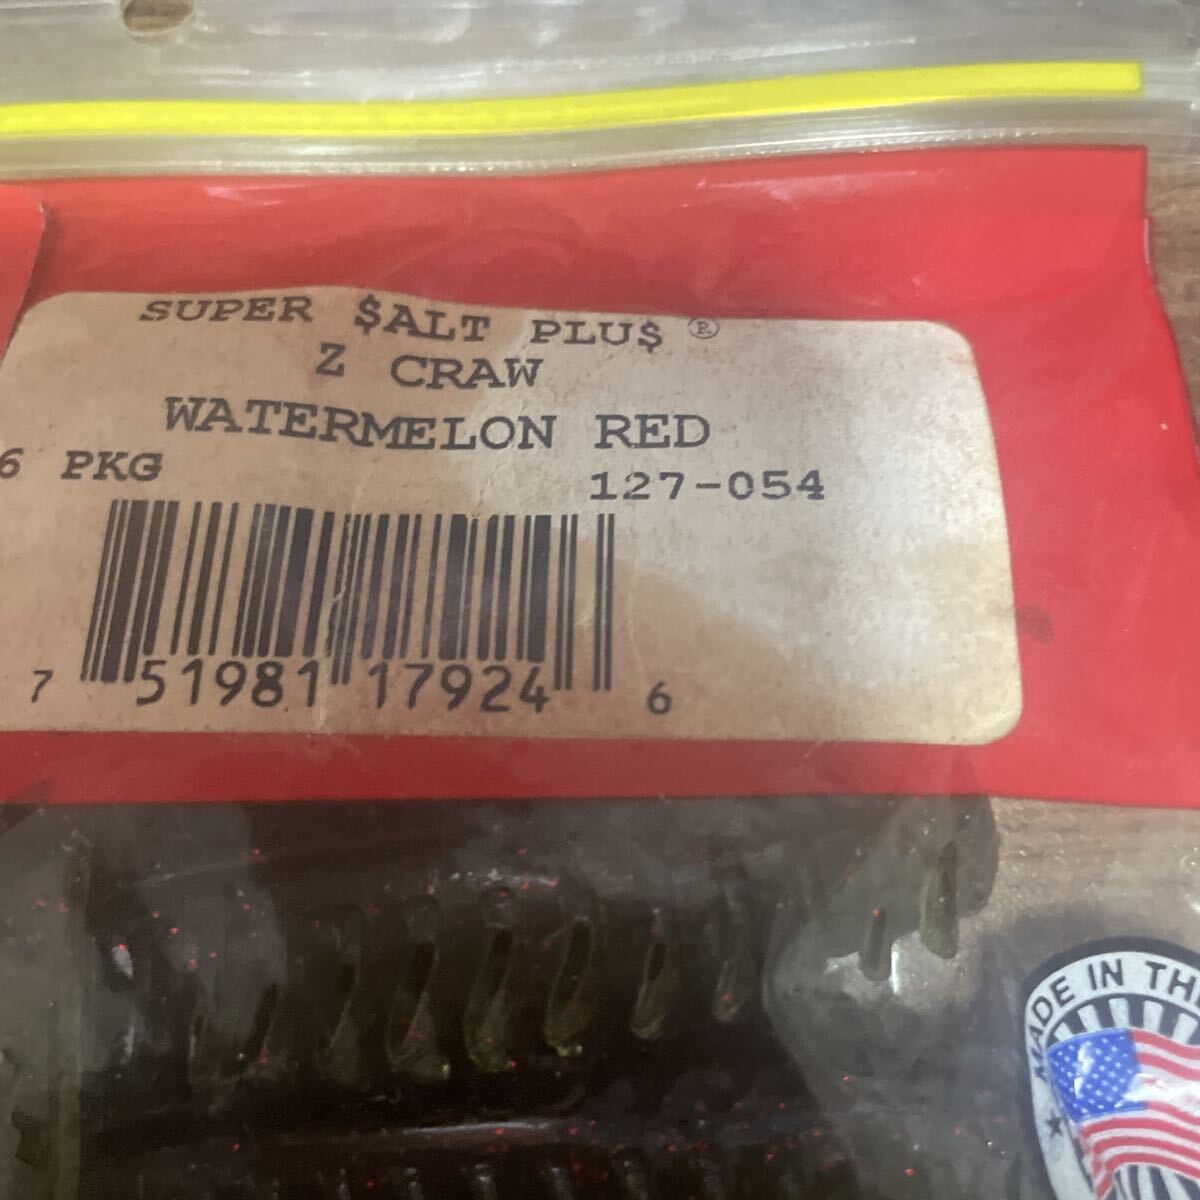 SUPER $ALT PLU$ ®
Z CRAW
WATERMELON RED
6 PKG 127-054
7 51981 17924 6
MADE IN TH